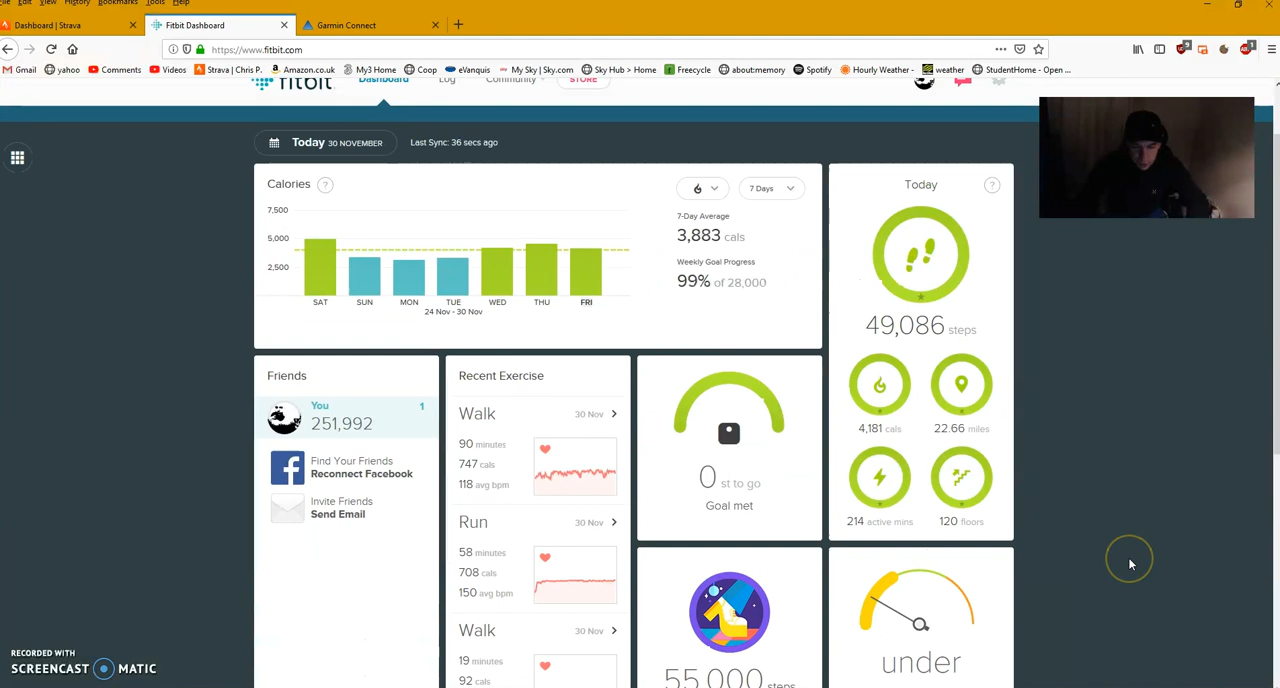 File Edit View History Bookmarks Tools Help
Dashboard | Strava
Fitbit Dashboard
Garmin Connect
https://www.fitbit.com
Gmail yahoo Comments Videos Strava | Chris P. Amazon.co.uk My3 Home Coop eVanquis My Sky | Sky.com Sky Hub > Home Freecycle about:memory Spotify Hourly Weather - weather StudentHome - Open ...
fitbit Dashboard Log Community STORE
Today 30 NOVEMBER Last Sync: 36 secs ago
Calories ?
7 Days
7,500
5,000
2,500
SAT SUN MON TUE WED THU FRI
24 Nov - 30 Nov
7-Day Average
3,883 cals
Weekly Goal Progress
99% of 28,000
Today ?
49,086 steps
4,181 cals 22.66 miles
214 active mins 120 floors
Friends
You 1
251,992
Find Your Friends
Reconnect Facebook
Invite Friends
Send Email
Recent Exercise
Walk 30 Nov
90 minutes
747 cals
118 avg bpm
Run 30 Nov
58 minutes
708 cals
150 avg bpm
Walk 30 Nov
19 minutes
92 cals
0 st to go
Goal met
55,000 steps
under
RECORDED WITH
SCREENCAST MATIC